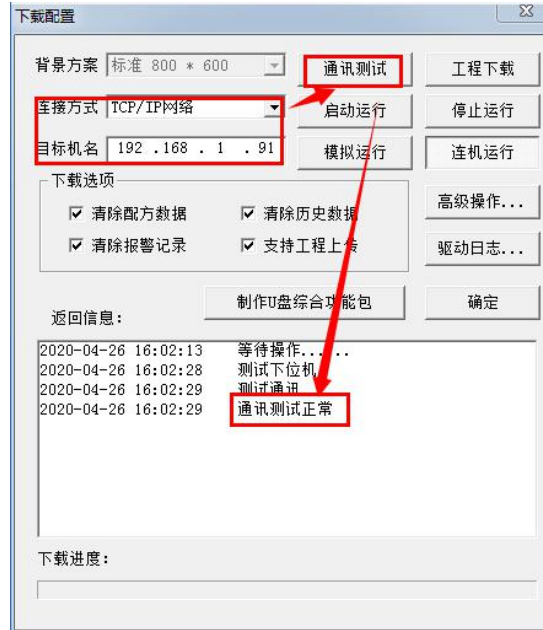 下载配置
背景方案 标准 800 * 600 通讯测试 工程下载
连接方式 TCP/IP网络 启动运行 停止运行
目标机名 192 .168 . 1 . 91 模拟运行 连机运行
下载选项
清除配方数据 清除历史数据 高级操作...
清除报警记录 支持工程上传 驱动日志...
制作U盘综合功能包 确定
返回信息：
2020-04-26 16:02:13 等待操作......
2020-04-26 16:02:28 测试下位机
2020-04-26 16:02:29 测试通讯
2020-04-26 16:02:29 通讯测试正常
下载进度：